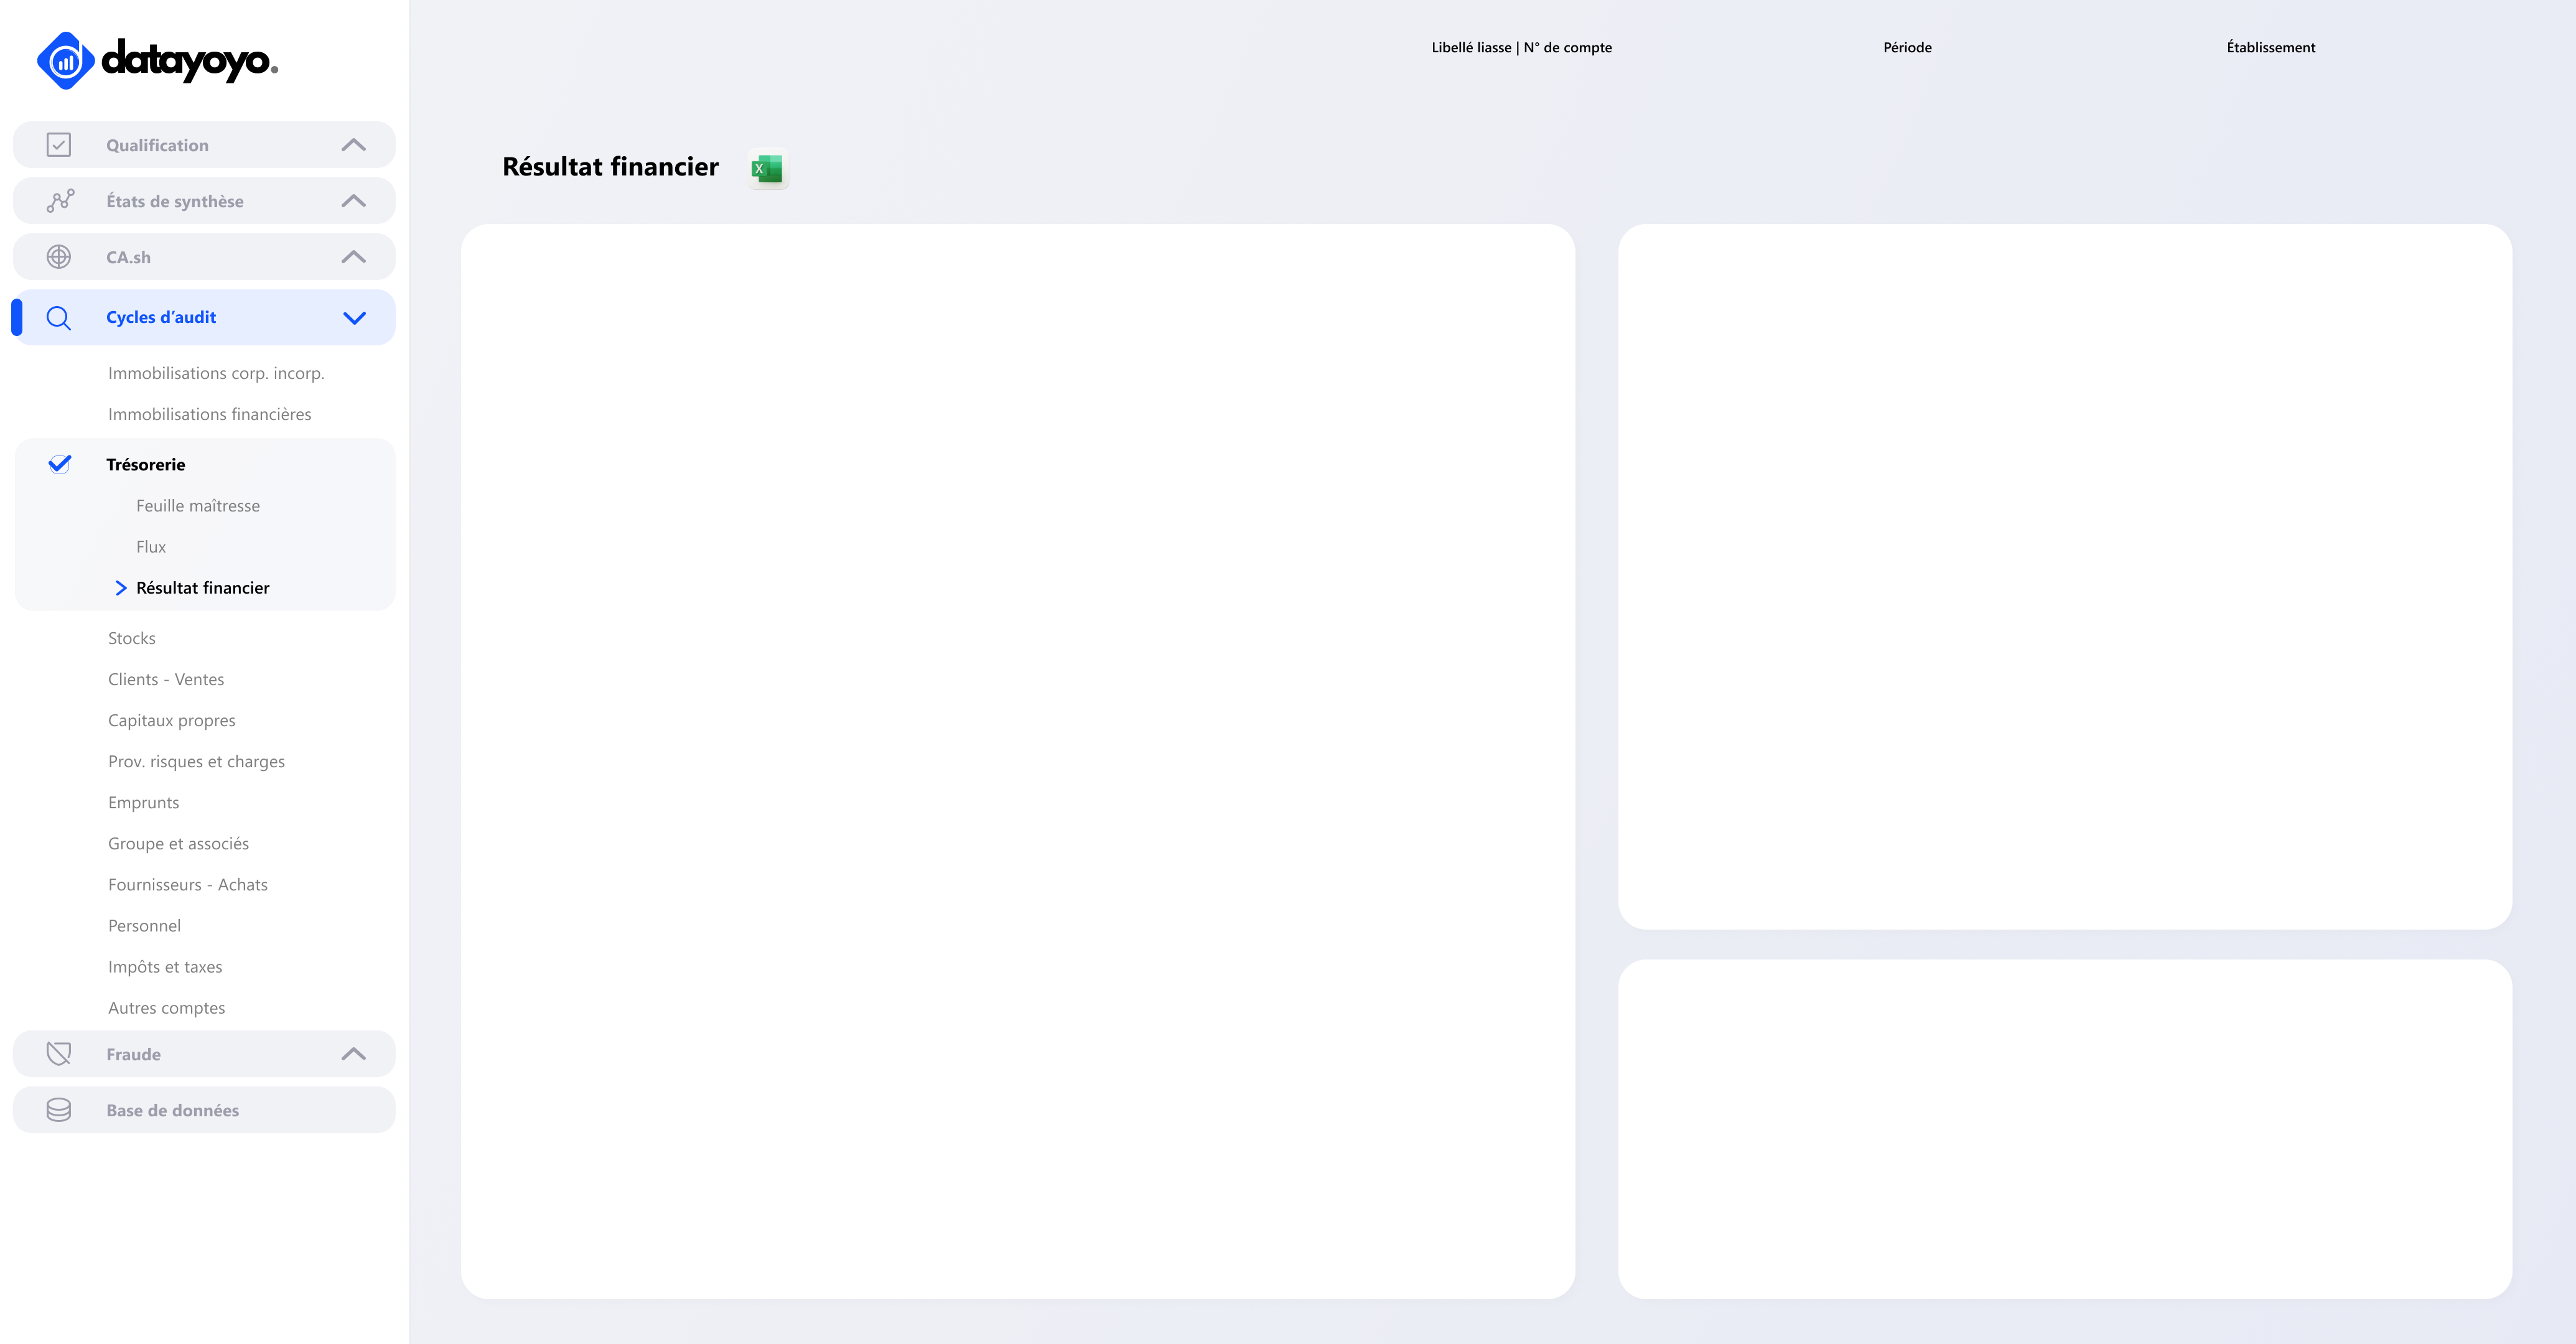 datayoyo.
Libellé liasse | N° de compte
Période
Établissement
Résultat financier
Qualification
États de synthèse
CA.sh
Cycles d’audit
Immobilisations corp. incorp.
Immobilisations financières
Trésorerie
Feuille maîtresse
Flux
Résultat financier
Stocks
Clients - Ventes
Capitaux propres
Prov. risques et charges
Emprunts
Groupe et associés
Fournisseurs - Achats
Personnel
Impôts et taxes
Autres comptes
Fraude
Base de données